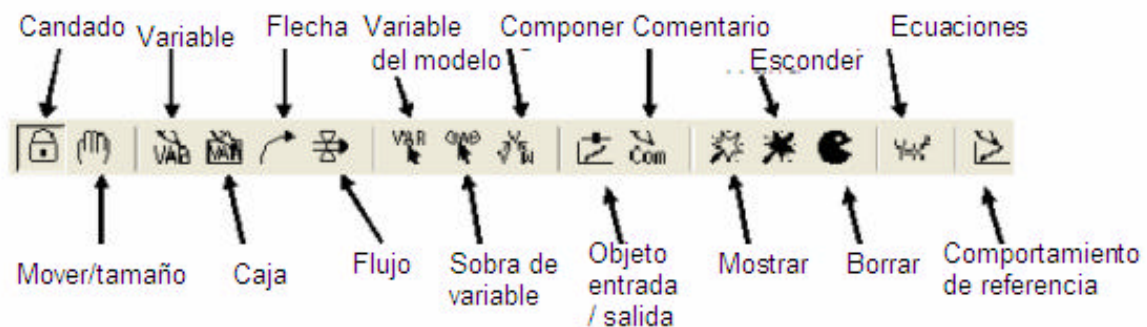 Candado
Variable
Flecha
Variable
del modelo
Componer
Comentario
Esconder
Ecuaciones
VAR
Com
Mover/tamaño
Caja
Flujo
Sobra de
variable
Objeto
entrada
/ salida
Mostrar
Borrar
Comportamiento
de referencia